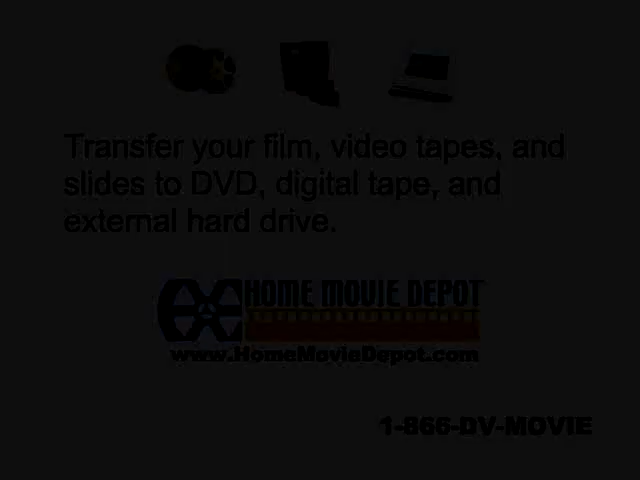 Transfer your film, video tapes, and
slides to DVD, digital tape, and
external hard drive.
HOME MOVIE DEPOT
www.HomeMovieDepot.com
1-866-DV-MOVIE